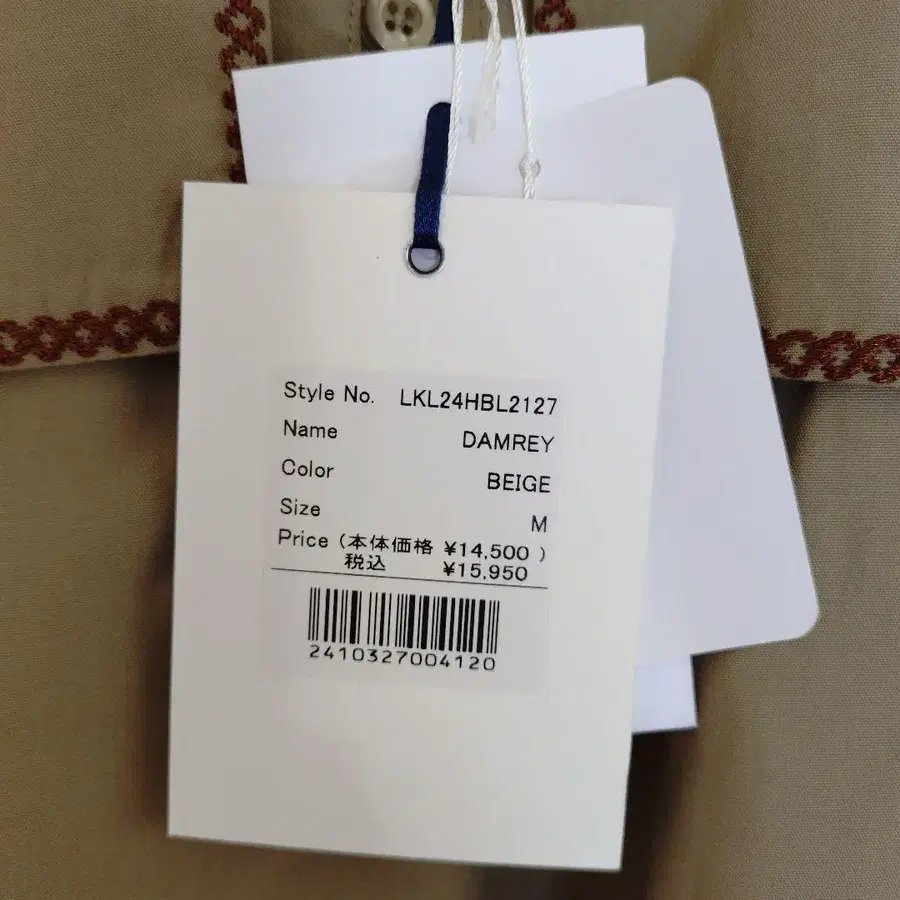 Style No. LKL24HBL2127
Name DAMREY
Color BEIGE
Size M
Price (本体価格 ¥14,500 )
税込 ¥15,950
2410327004120